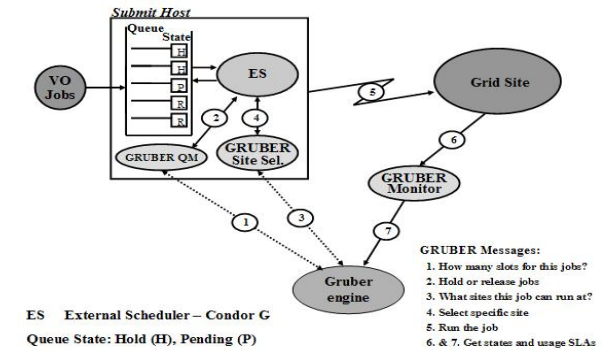 Submit Host
Queue
State
H
H
P
R
R
ES
VO
Jobs
2
4
5
Grid Site
GRUBER QM
GRUBER
Site Sel.
6
GRUBER
Monitor
1
3
7
Gruber
engine
GRUBER Messages:
1. How many slots for this jobs?
2. Hold or release jobs
3. What sites this job can run at?
4. Select specific site
5. Run the job
6. & 7. Get states and usage SLAs
ES External Scheduler – Condor G
Queue State: Hold (H), Pending (P)